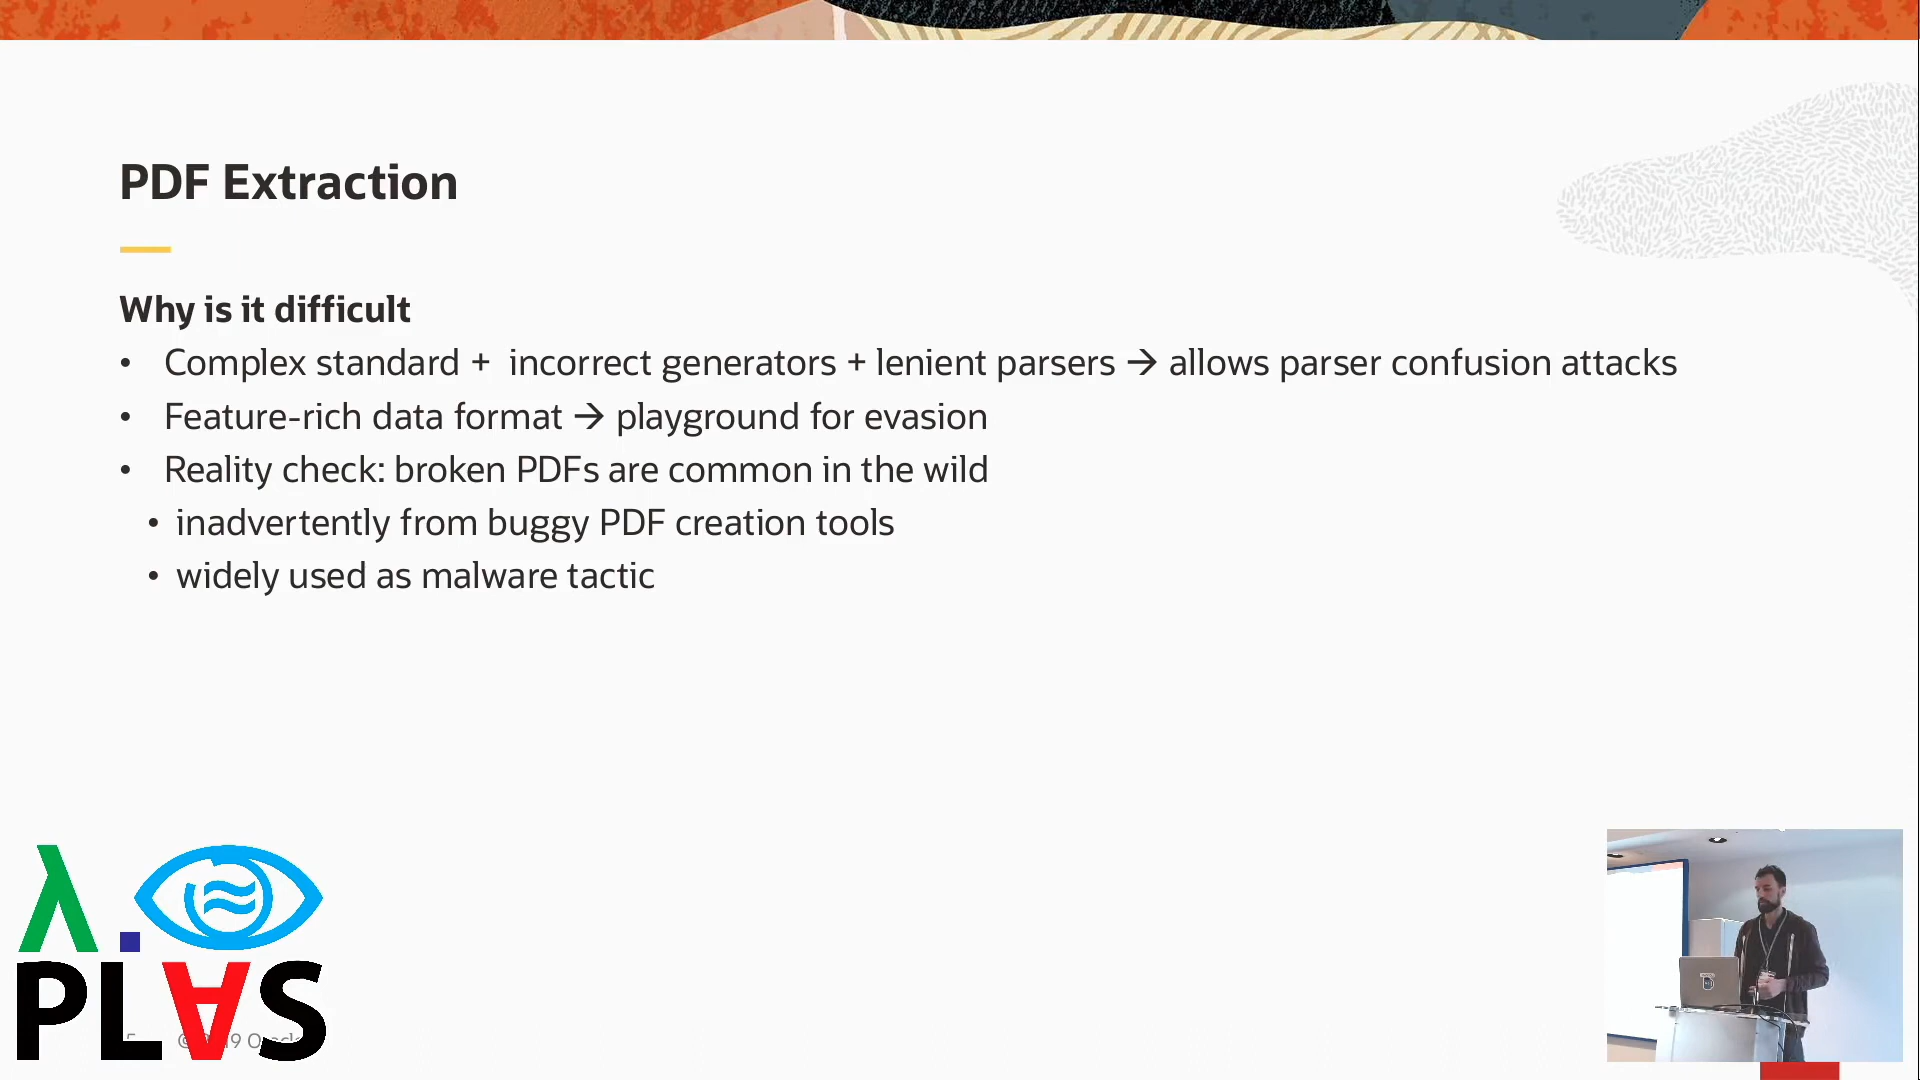 PDF Extraction
Why is it difficult
• Complex standard + incorrect generators + lenient parsers → allows parser confusion attacks
• Feature-rich data format → playground for evasion
• Reality check: broken PDFs are common in the wild
• inadvertently from buggy PDF creation tools
• widely used as malware tactic
λ.
PL∀S